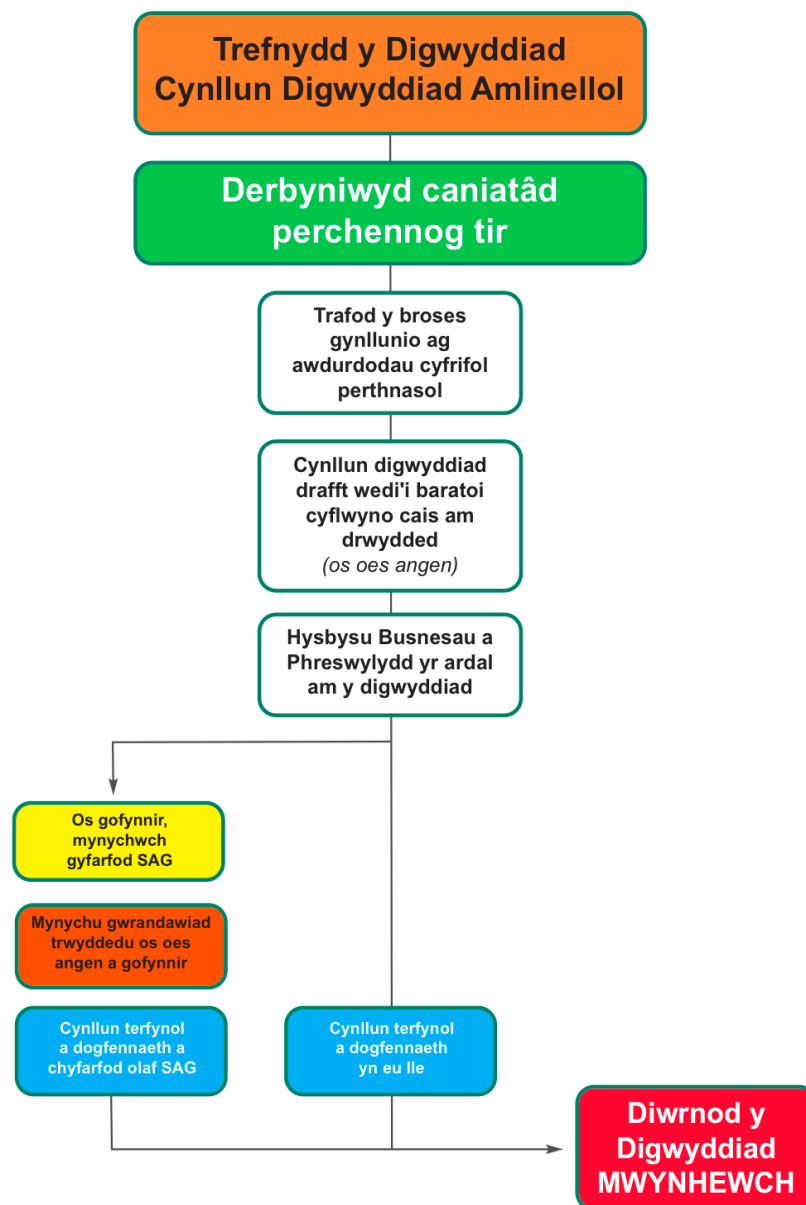 Trefnydd y Digwyddiad
Cynllun Digwyddiad Amlinellol
Derbyniwyd caniatâd
perchennog tir
Trafod y broses
gynllunio ag
awdurdodau cyfrifol
perthnasol
Cynllun digwyddiad
drafft wedi'i baratoi
cyflwyno cais am
drwydded
(os oes angen)
Hysbysu Busnesau a
Phreswylydd yr ardal
am y digwyddiad
Os gofynnir,
mynychwch
gyfarfod SAG
Mynychu gwrandawiad
trwyddedu os oes
angen a gofynnir
Cynllun terfynol
a dogfennaeth a
chyfarfod olaf SAG
Cynllun terfynol
a dogfennaeth
yn eu lle
Diwrnod y
Digwyddiad
MWYNHEWCH